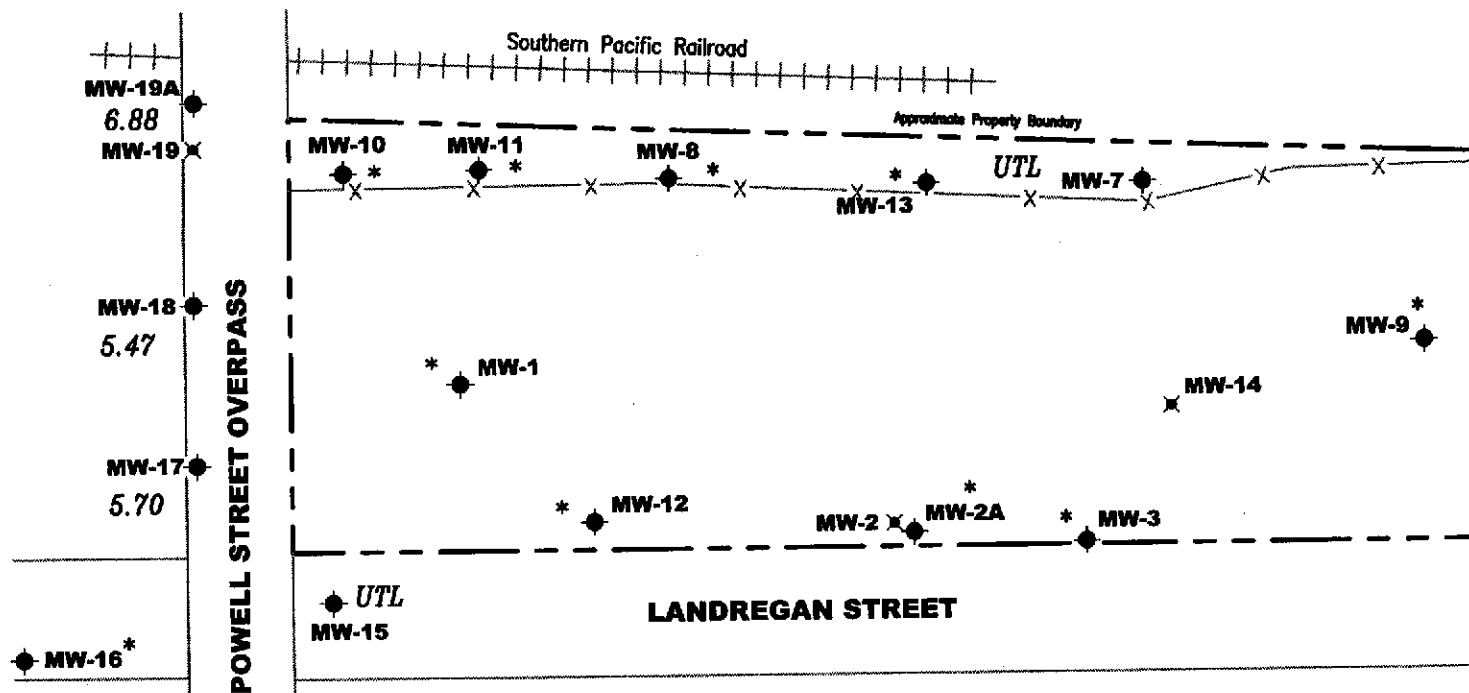 Southern Pacific Railroad
MW-19A
6.88
Approximate Property Boundary
MW-19
MW-10 *
MW-11 *
MW-8 *
* MW-13
UTL
MW-7
MW-18
5.47
* MW-1
* MW-9
MW-14
MW-17
5.70
* MW-12
MW-2
* MW-2A
* MW-3
POWELL STREET OVERPASS
UTL
MW-15
LANDREGAN STREET
MW-16*